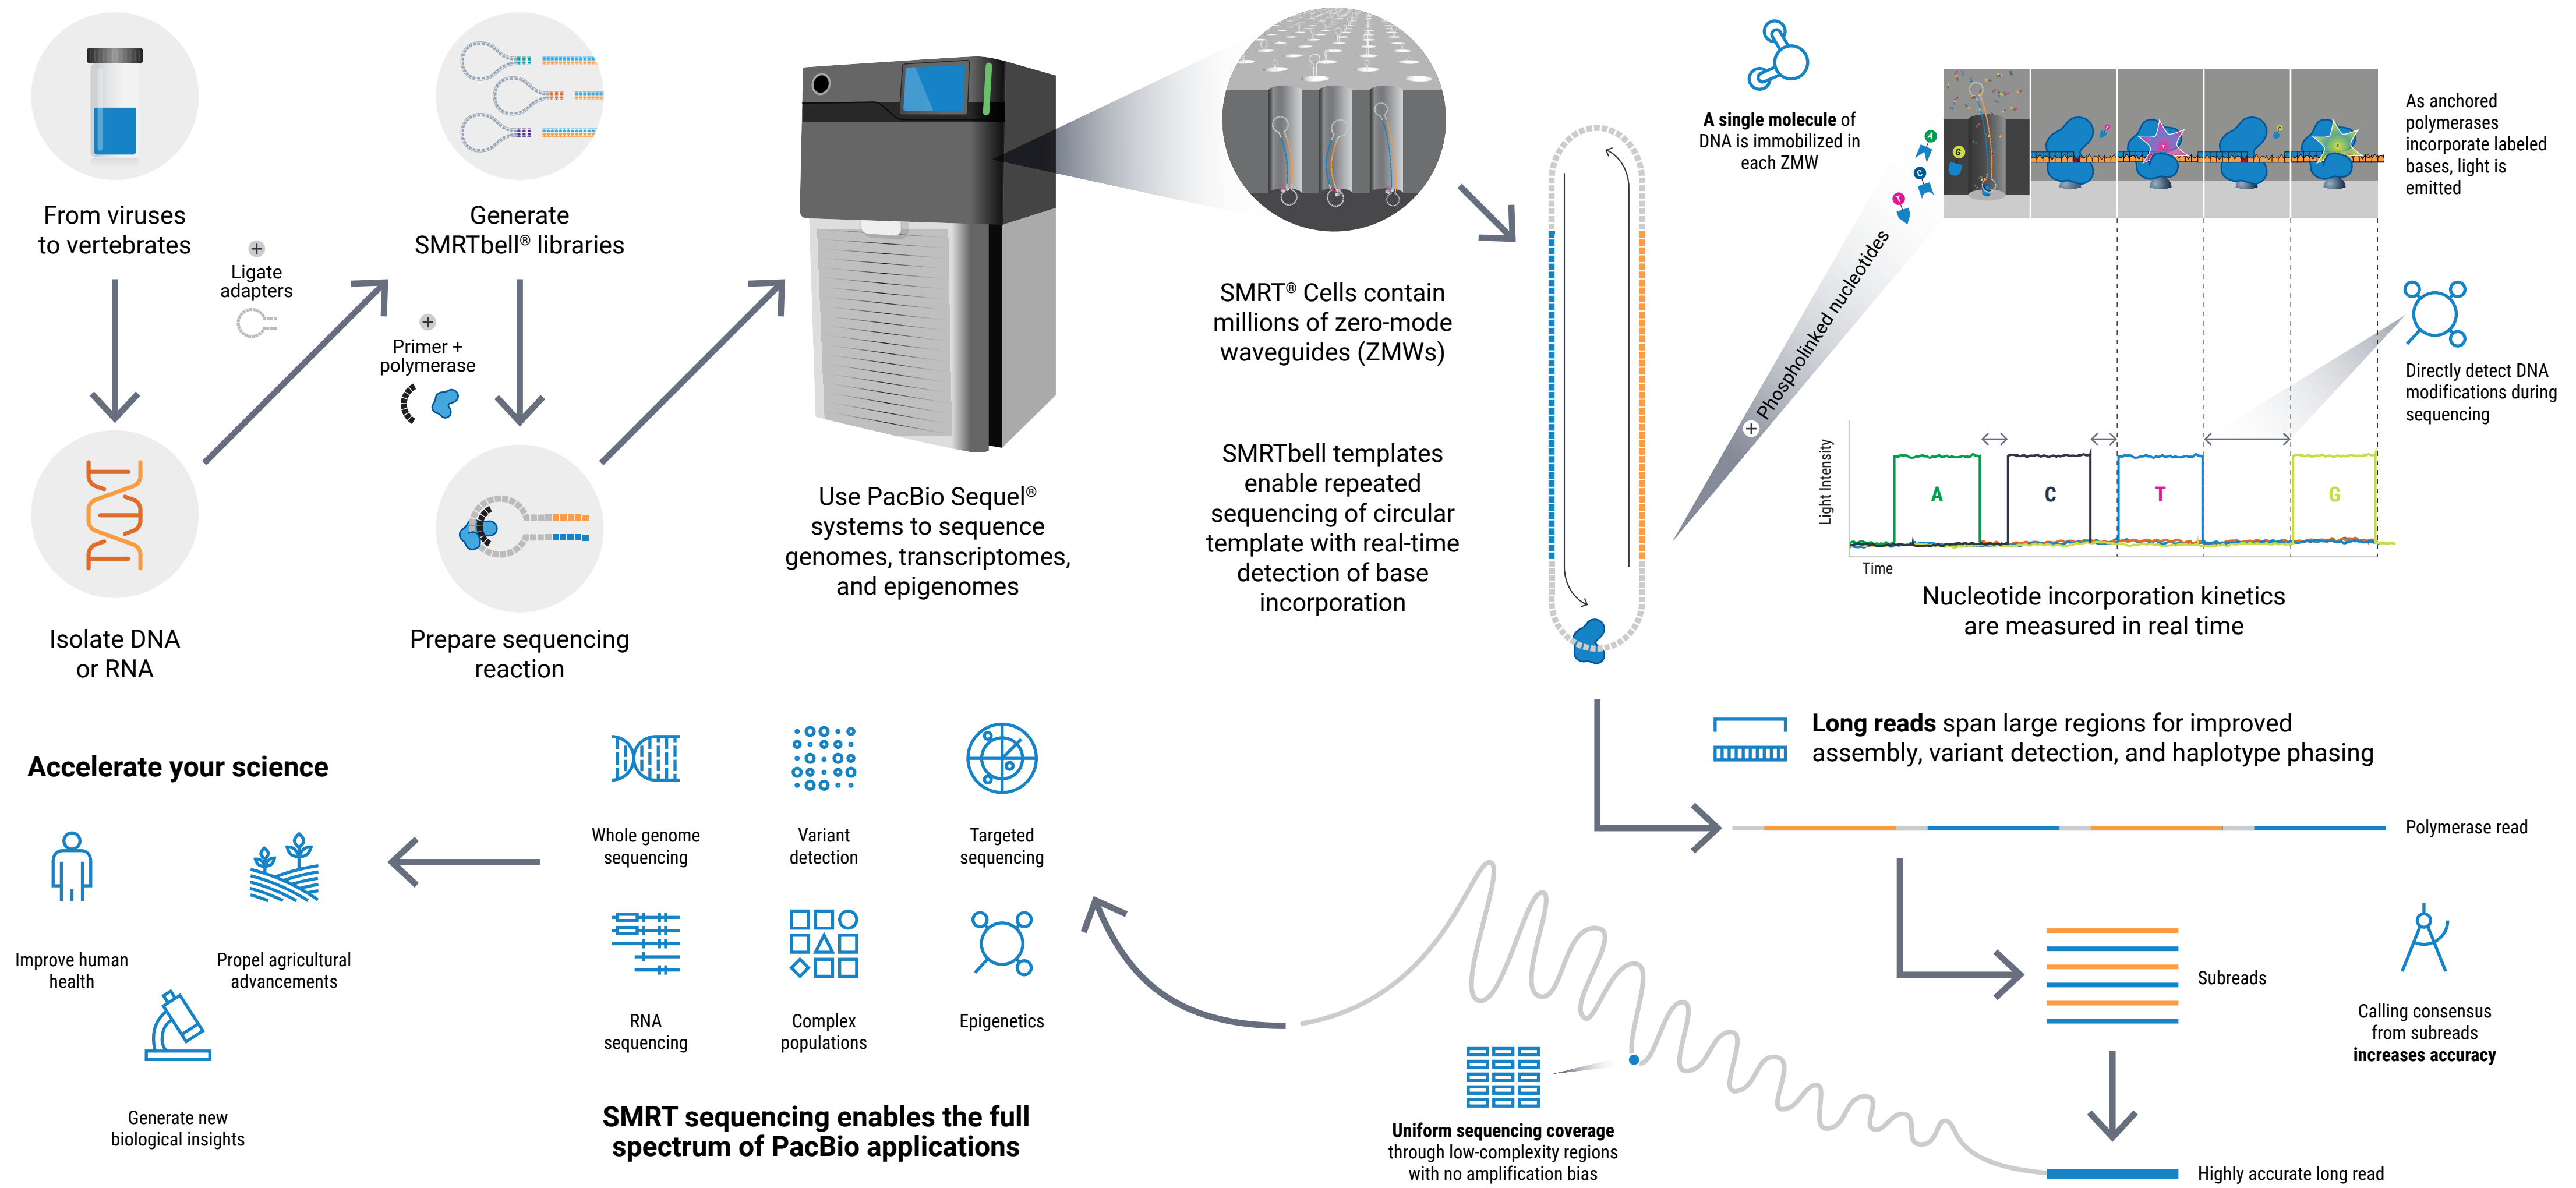 From viruses
to vertebrates
+
Ligate
adapters
Isolate DNA
or RNA
Generate
SMRTbell® libraries
+
Primer +
polymerase
Prepare sequencing
reaction
Use PacBio Sequel®
systems to sequence
genomes, transcriptomes,
and epigenomes
SMRT® Cells contain
millions of zero-mode
waveguides (ZMWs)
SMRTbell templates
enable repeated
sequencing of circular
template with real-time
detection of base
incorporation
A single molecule of
DNA is immobilized in
each ZMW
+ Phospholinked nucleotides
A
G
C
T
As anchored
polymerases
incorporate labeled
bases, light is
emitted
Directly detect DNA
modifications during
sequencing
Light Intensity
A
C
T
G
Time
Nucleotide incorporation kinetics
are measured in real time
Long reads span large regions for improved
assembly, variant detection, and haplotype phasing
Polymerase read
Subreads
Calling consensus
from subreads
increases accuracy
Highly accurate long read
Uniform sequencing coverage
through low-complexity regions
with no amplification bias
Whole genome
sequencing
Variant
detection
Targeted
sequencing
RNA
sequencing
Complex
populations
Epigenetics
SMRT sequencing enables the full
spectrum of PacBio applications
Accelerate your science
Improve human
health
Propel agricultural
advancements
Generate new
biological insights